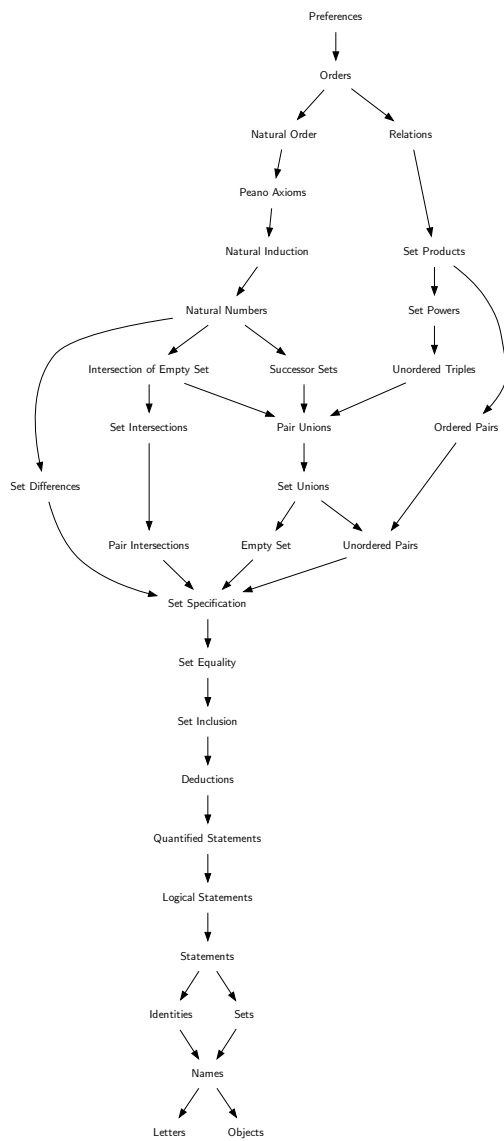 Preferences
Orders
Natural Order
Relations
Peano Axioms
Natural Induction
Set Products
Natural Numbers
Set Powers
Intersection of Empty Set
Successor Sets
Unordered Triples
Set Intersections
Pair Unions
Ordered Pairs
Set Differences
Set Unions
Pair Intersections
Empty Set
Unordered Pairs
Set Specification
Set Equality
Set Inclusion
Deductions
Quantified Statements
Logical Statements
Statements
Identities
Sets
Names
Letters
Objects